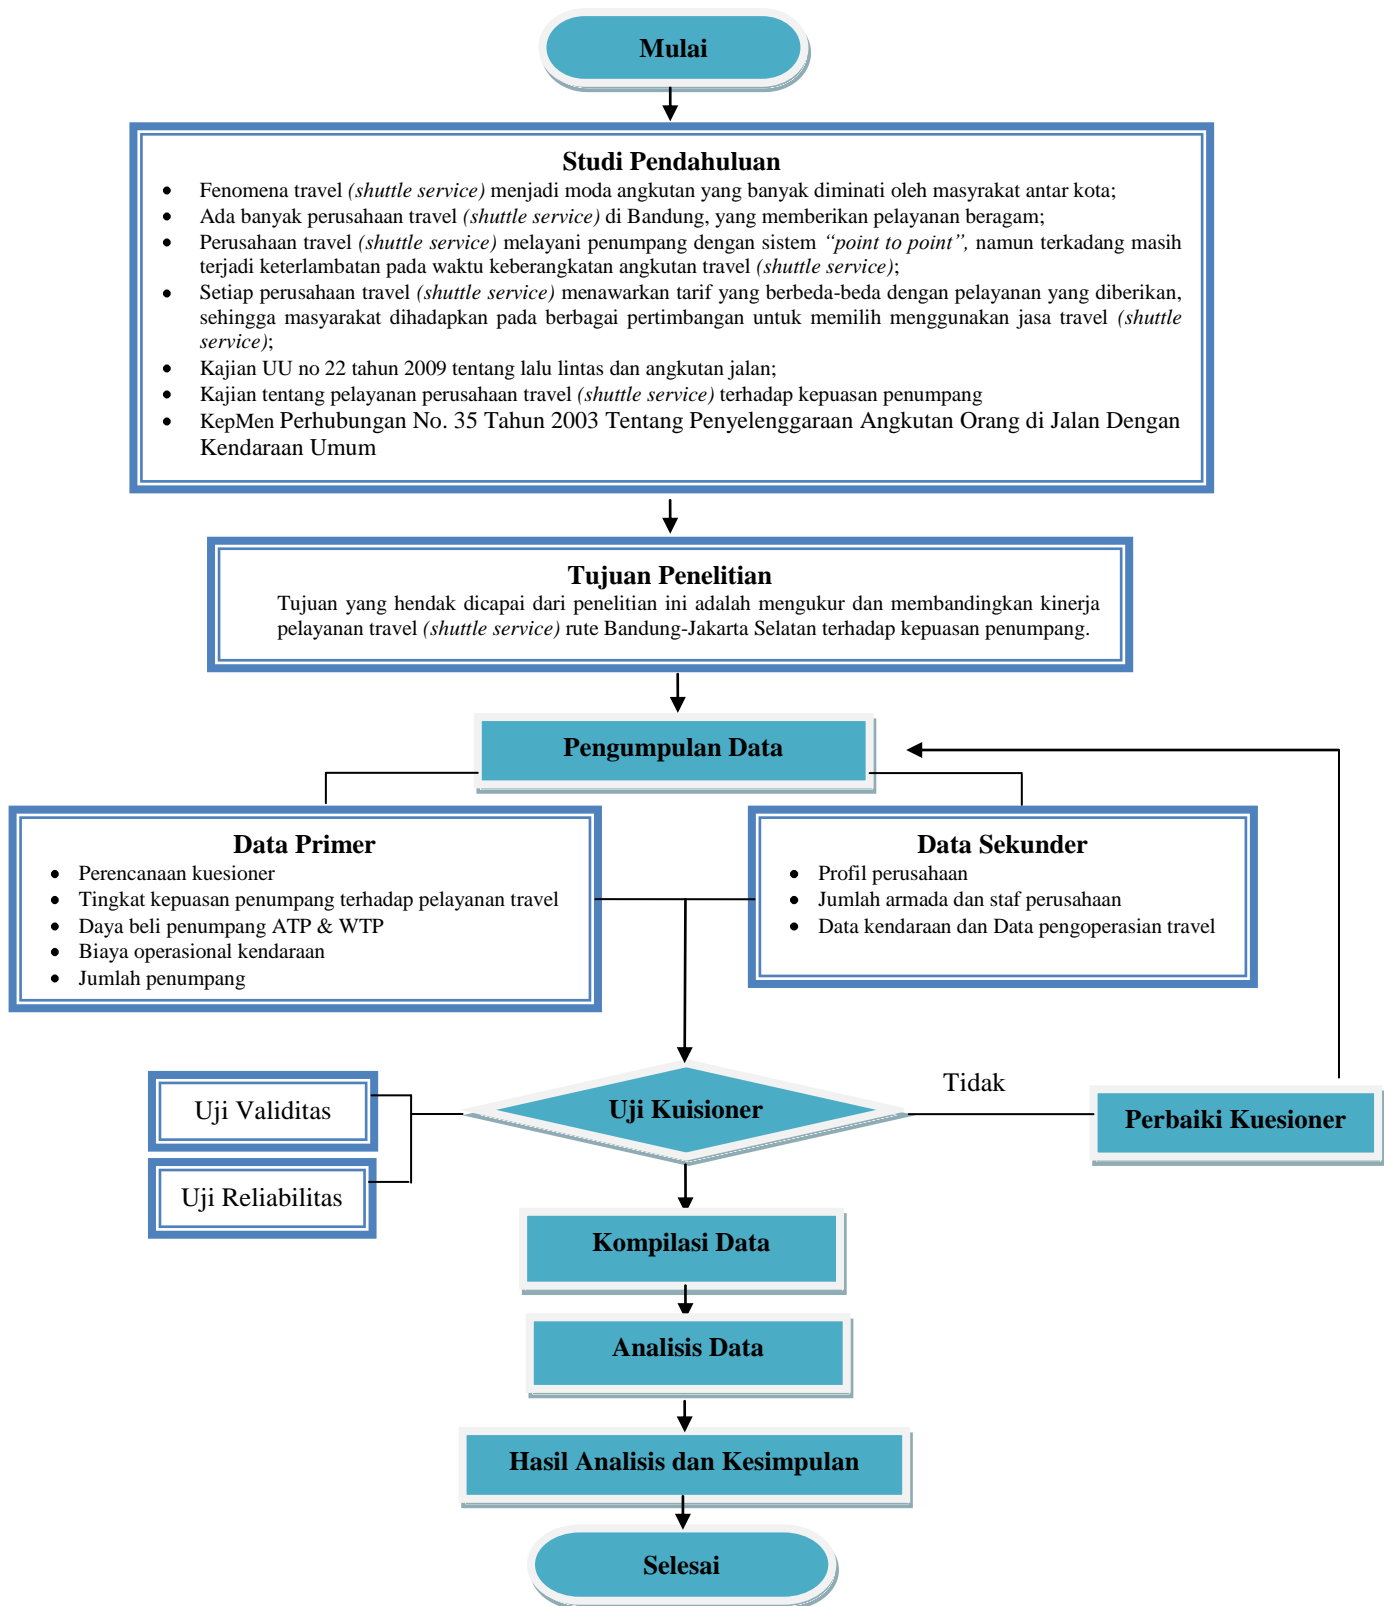 Mulai
Studi Pendahuluan
• Fenomena travel (shuttle service) menjadi moda angkutan yang banyak diminati oleh masyrakat antar kota;
• Ada banyak perusahaan travel (shuttle service) di Bandung, yang memberikan pelayanan beragam;
• Perusahaan travel (shuttle service) melayani penumpang dengan sistem “point to point”, namun terkadang masih
terjadi keterlambatan pada waktu keberangkatan angkutan travel (shuttle service);
• Setiap perusahaan travel (shuttle service) menawarkan tarif yang berbeda-beda dengan pelayanan yang diberikan,
sehingga masyarakat dihadapkan pada berbagai pertimbangan untuk memilih menggunakan jasa travel (shuttle
service);
• Kajian UU no 22 tahun 2009 tentang lalu lintas dan angkutan jalan;
• Kajian tentang pelayanan perusahaan travel (shuttle service) terhadap kepuasan penumpang
• KepMen Perhubungan No. 35 Tahun 2003 Tentang Penyelenggaraan Angkutan Orang di Jalan Dengan
Kendaraan Umum
Tujuan Penelitian
Tujuan yang hendak dicapai dari penelitian ini adalah mengukur dan membandingkan kinerja
pelayanan travel (shuttle service) rute Bandung-Jakarta Selatan terhadap kepuasan penumpang.
Pengumpulan Data
Data Primer
• Perencanaan kuesioner
• Tingkat kepuasan penumpang terhadap pelayanan travel
• Daya beli penumpang ATP & WTP
• Biaya operasional kendaraan
• Jumlah penumpang
Data Sekunder
• Profil perusahaan
• Jumlah armada dan staf perusahaan
• Data kendaraan dan Data pengoperasian travel
Uji Validitas
Uji Reliabilitas
Uji Kuisioner
Tidak
Perbaiki Kuesioner
Kompilasi Data
Analisis Data
Hasil Analisis dan Kesimpulan
Selesai